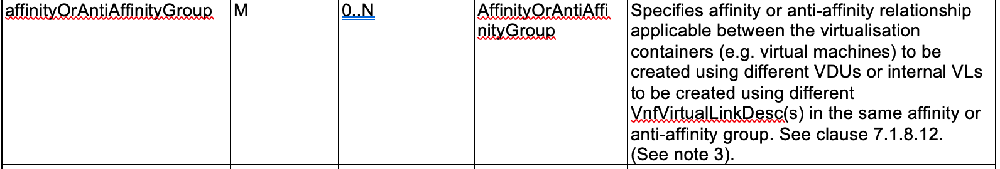 affinityOrAntiAffinityGroup
M
0..N
AffinityOrAntiAffi
nityGroup
Specifies affinity or anti-affinity relationship
applicable between the virtualisation
containers (e.g. virtual machines) to be
created using different VDUs or internal VLs
to be created using different
VnfVirtualLinkDesc(s) in the same affinity or
anti-affinity group. See clause 7.1.8.12.
(See note 3).